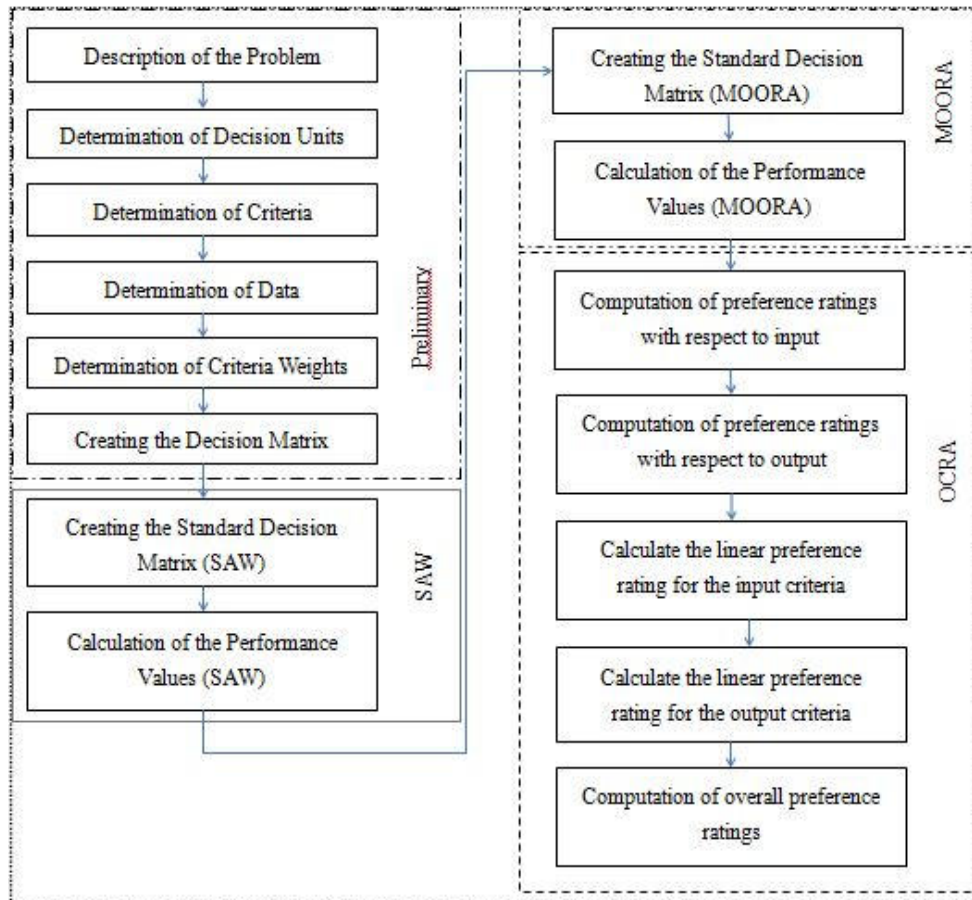 Description of the Problem
Determination of Decision Units
Determination of Criteria
Determination of Data
Determination of Criteria Weights
Creating the Decision Matrix
Preliminary
Creating the Standard Decision
Matrix (SAW)
Calculation of the Performance
Values (SAW)
SAW
Creating the Standard Decision
Matrix (MOORA)
Calculation of the Performance
Values (MOORA)
MOORA
Computation of preference ratings
with respect to input
Computation of preference ratings
with respect to output
Calculate the linear preference
rating for the input criteria
Calculate the linear preference
rating for the output criteria
Computation of overall preference
ratings
OCRA